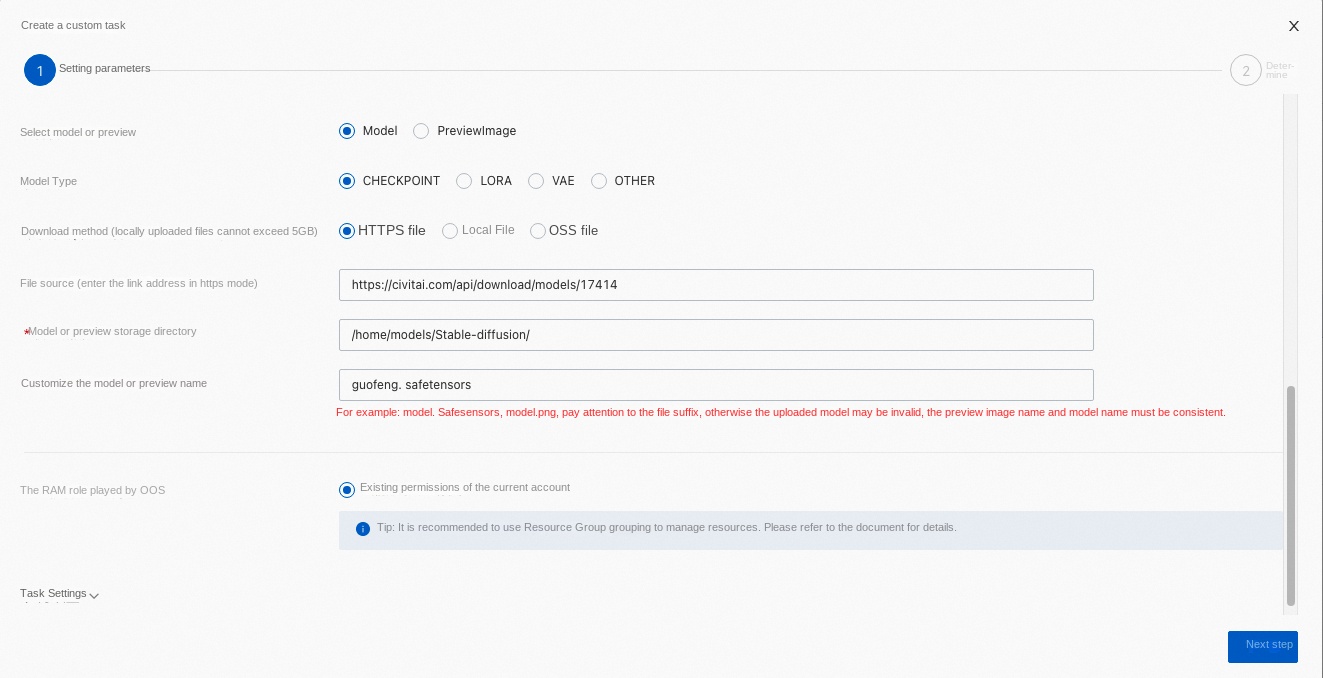 Create a custom task
X
1 Setting parameters
2 Deter-
mine
Select model or preview
Model PreviewImage
Model Type
CHECKPOINT LORA VAE OTHER
Download method (locally uploaded files cannot exceed 5GB)
HTTPS file Local File OSS file
File source (enter the link address in https mode)
https://civitai.com/api/download/models/17414
*Model or preview storage directory
/home/models/Stable-diffusion/
Customize the model or preview name
guofeng. safetensors
For example: model. Safesensors, model.png, pay attention to the file suffix, otherwise the uploaded model may be invalid, the preview image name and model name must be consistent.
The RAM role played by OOS
Existing permissions of the current account
Tip: It is recommended to use Resource Group grouping to manage resources. Please refer to the document for details.
Task Settings
Next step